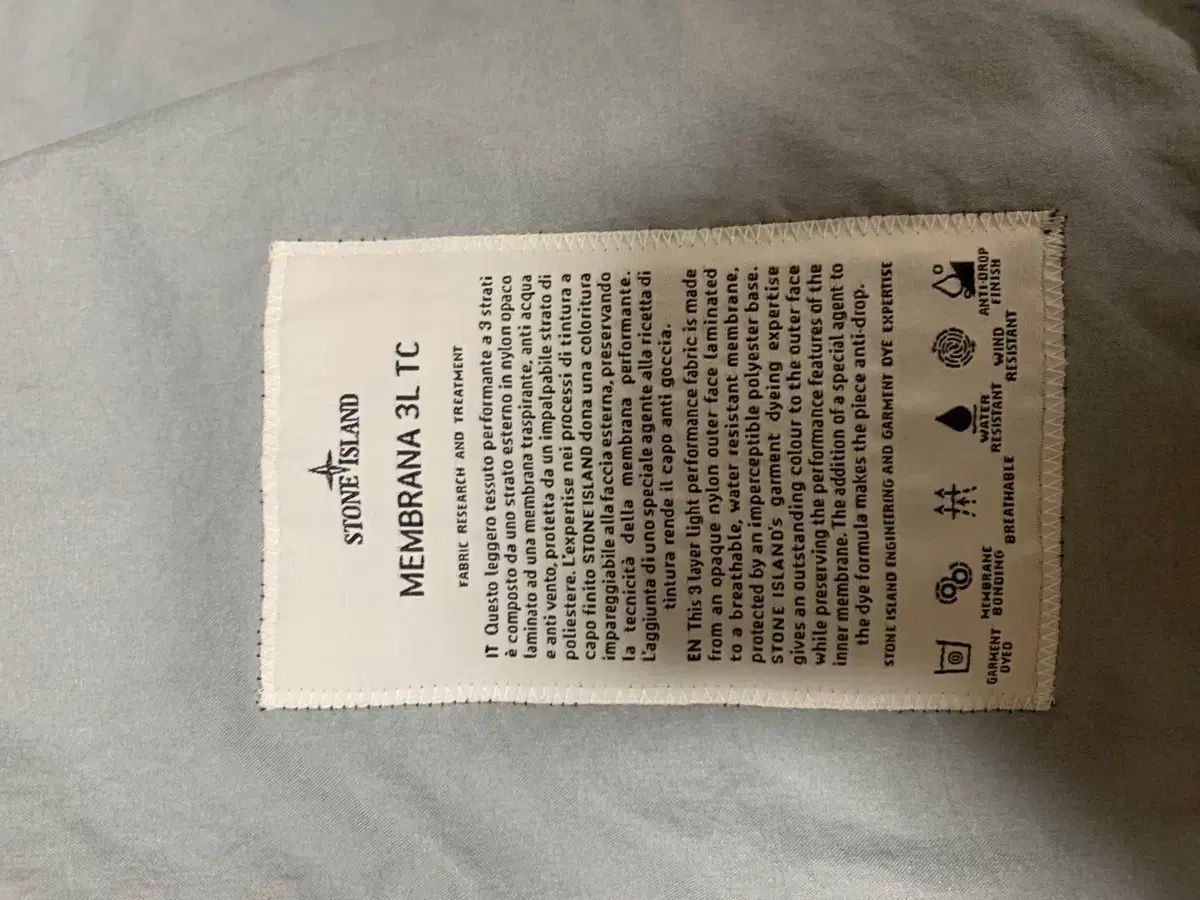 STONE ISLAND
MEMBRANA 3L TC
FABRIC RESEARCH AND TREATMENT
IT Questo leggero tessuto performante a 3 strati
è composto da uno strato esterno in nylon opaco
laminato ad una membrana traspirante, anti acqua
e anti vento, protetta da un impalpabile strato di
poliestere. L'expertise nei processi di tintura a
capo finito STONE ISLAND dona una coloritura
impareggiabile alla faccia esterna, preservando
la tecnicità della membrana performante.
L'aggiunta di uno speciale agente alla ricetta di
tintura rende il capo anti goccia.
EN This 3 layer light performance fabric is made
from an opaque nylon outer face laminated
to a breathable, water resistant membrane,
protected by an imperceptible polyester base.
STONE ISLAND's garment dyeing expertise
gives an outstanding colour to the outer face
while preserving the performance features of the
inner membrane. The addition of a special agent to
the dye formula makes the piece anti-drop.
STONE ISLAND ENGINEERING AND GARMENT DYE EXPERTISE
GARMENT
DYED
MEMBRANE
BONDING
BREATHABLE
WATER
RESISTANT
WIND
RESISTANT
ANTI-DROP
FINISH